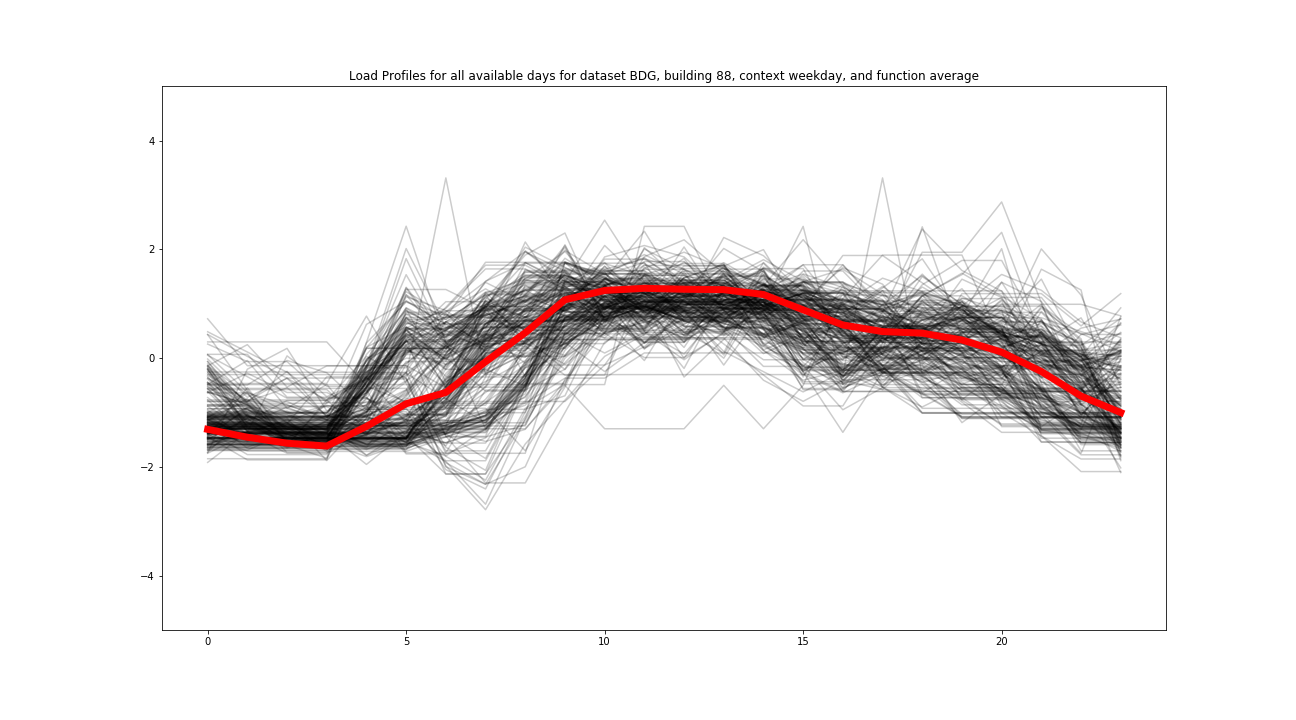 Load Profiles for all available days for dataset BDG, building 88, context weekday, and function average
4
2
0
−2
−4
0 5 10 15 20